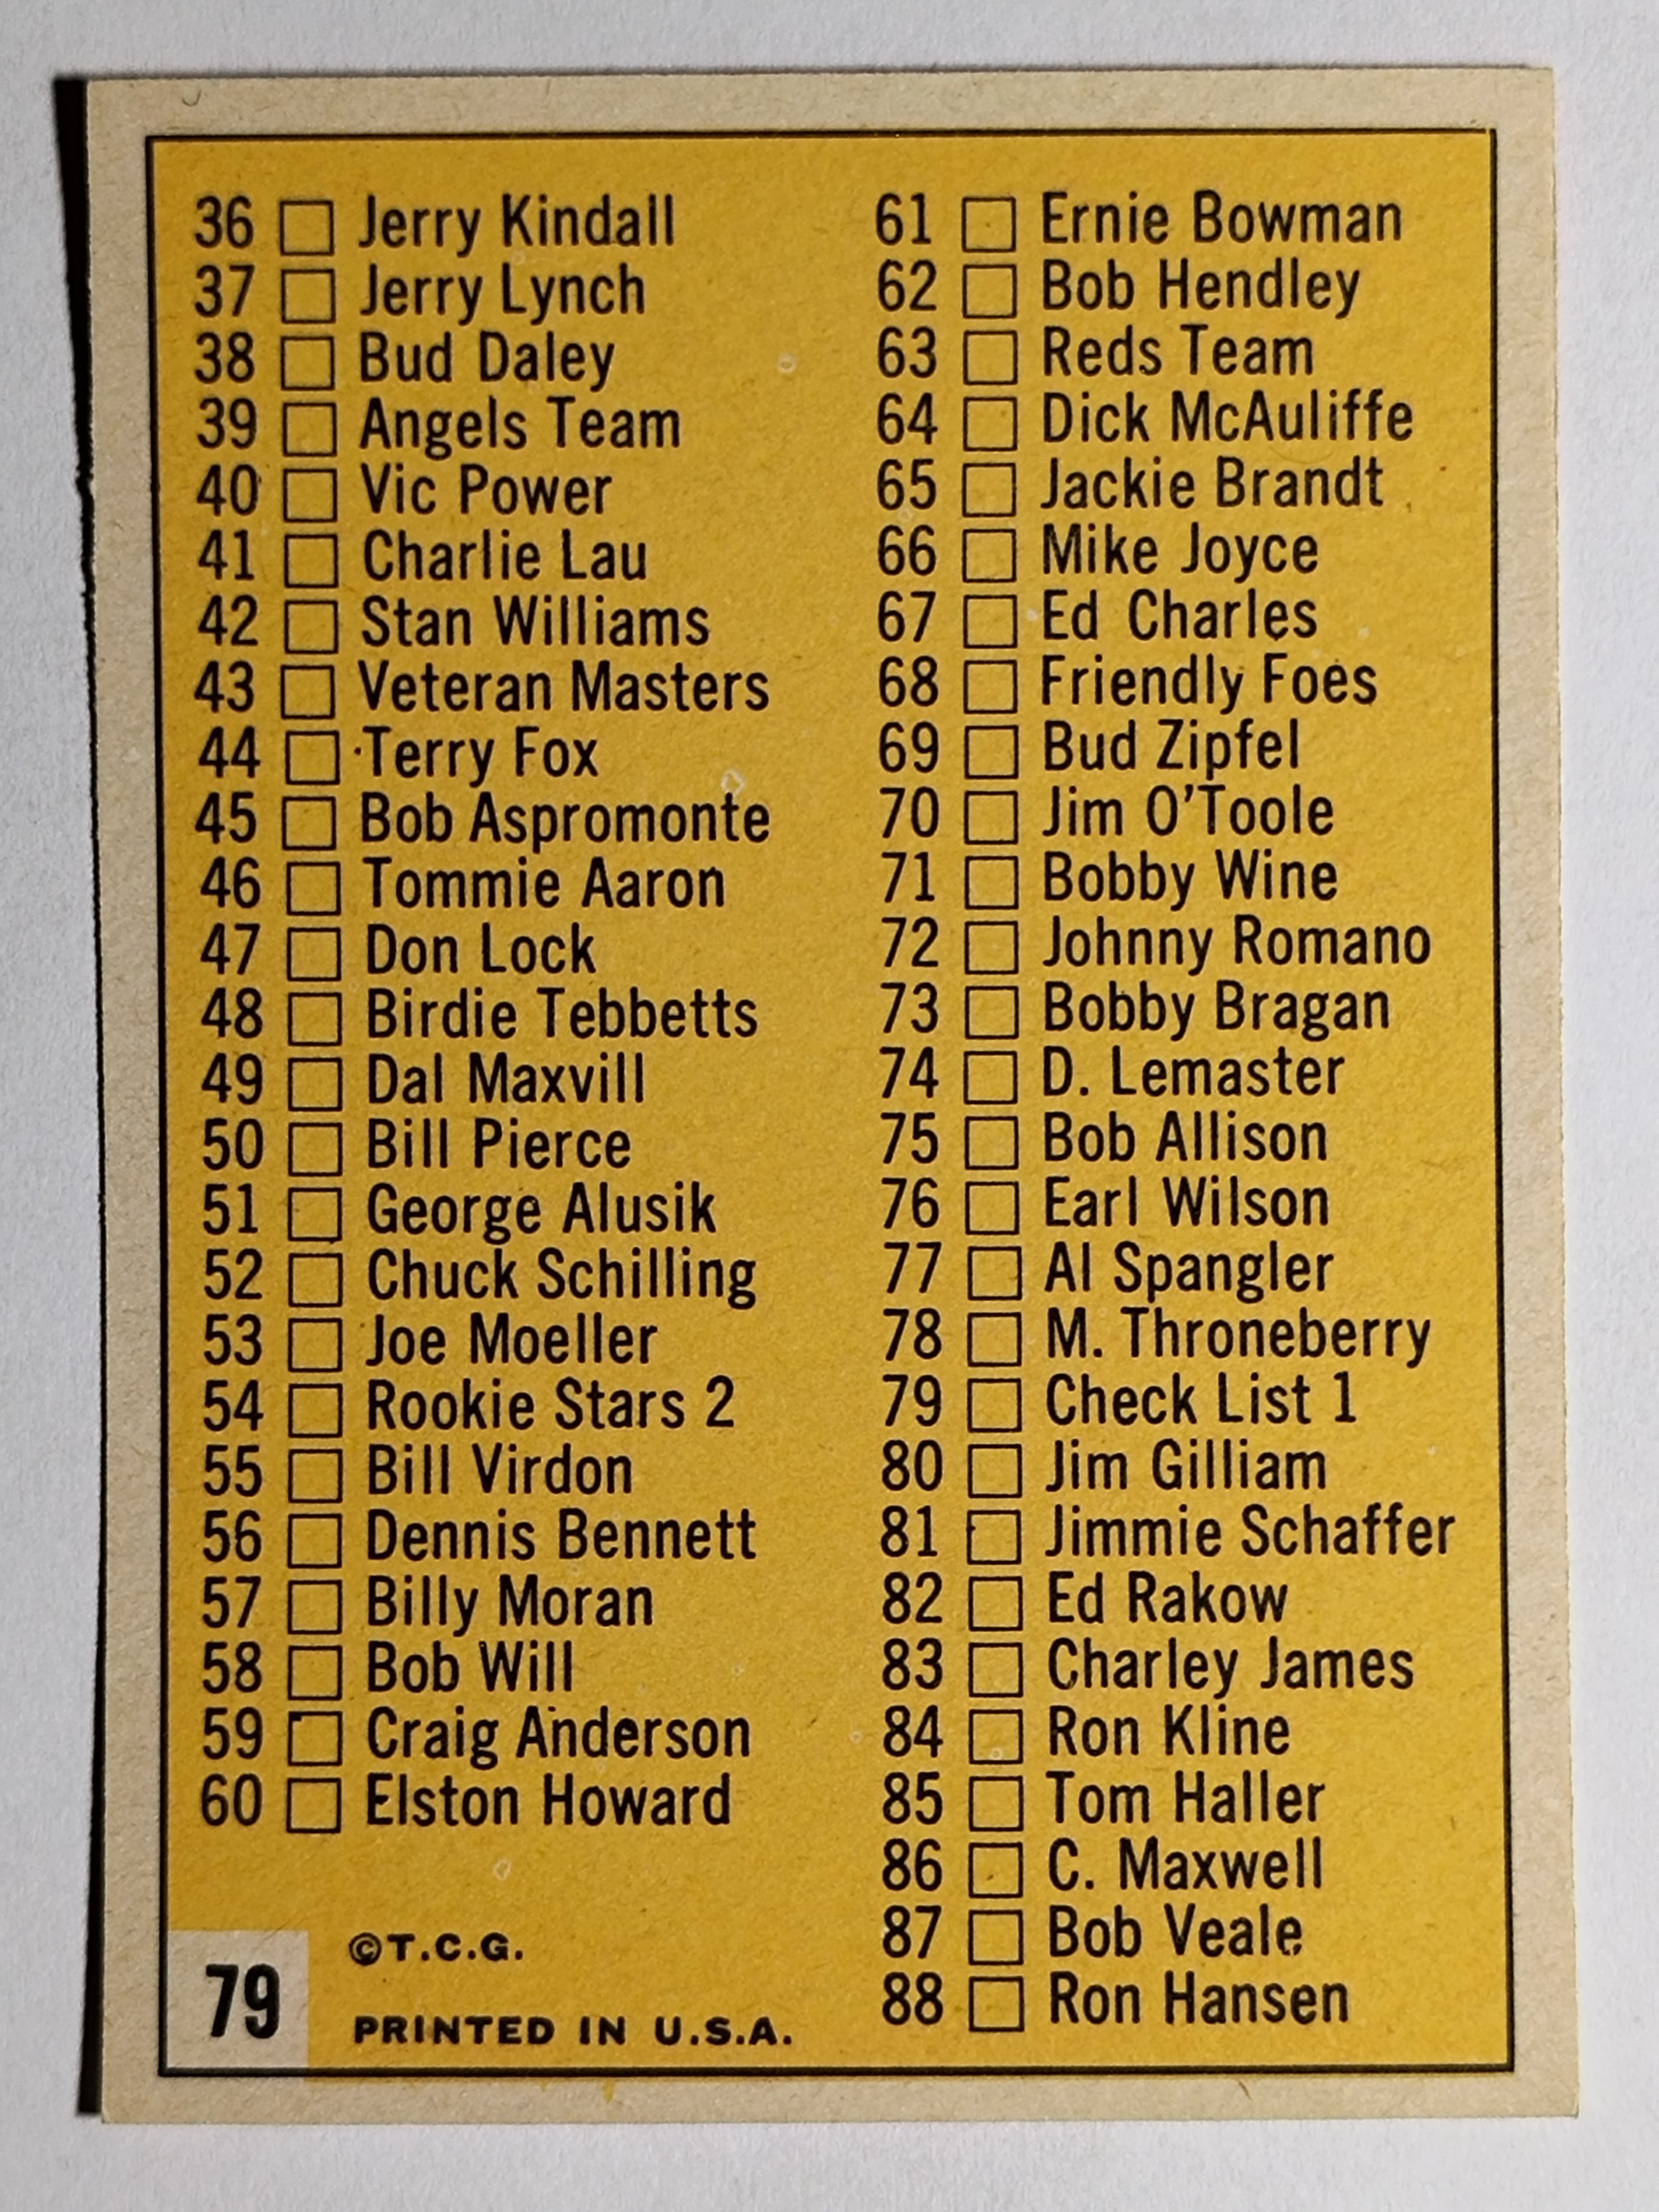 36 Jerry Kindall
37 Jerry Lynch
38 Bud Daley
39 Angels Team
40 Vic Power
41 Charlie Lau
42 Stan Williams
43 Veteran Masters
44 Terry Fox
45 Bob Aspromonte
46 Tommie Aaron
47 Don Lock
48 Birdie Tebbetts
49 Dal Maxvill
50 Bill Pierce
51 George Alusik
52 Chuck Schilling
53 Joe Moeller
54 Rookie Stars 2
55 Bill Virdon
56 Dennis Bennett
57 Billy Moran
58 Bob Will
59 Craig Anderson
60 Elston Howard
61 Ernie Bowman
62 Bob Hendley
63 Reds Team
64 Dick McAuliffe
65 Jackie Brandt
66 Mike Joyce
67 Ed Charles
68 Friendly Foes
69 Bud Zipfel
70 Jim O'Toole
71 Bobby Wine
72 Johnny Romano
73 Bobby Bragan
74 D. Lemaster
75 Bob Allison
76 Earl Wilson
77 Al Spangler
78 M. Throneberry
79 Check List 1
80 Jim Gilliam
81 Jimmie Schaffer
82 Ed Rakow
83 Charley James
84 Ron Kline
85 Tom Haller
86 C. Maxwell
87 Bob Veale
88 Ron Hansen
79
©T.C.G.
PRINTED IN U.S.A.